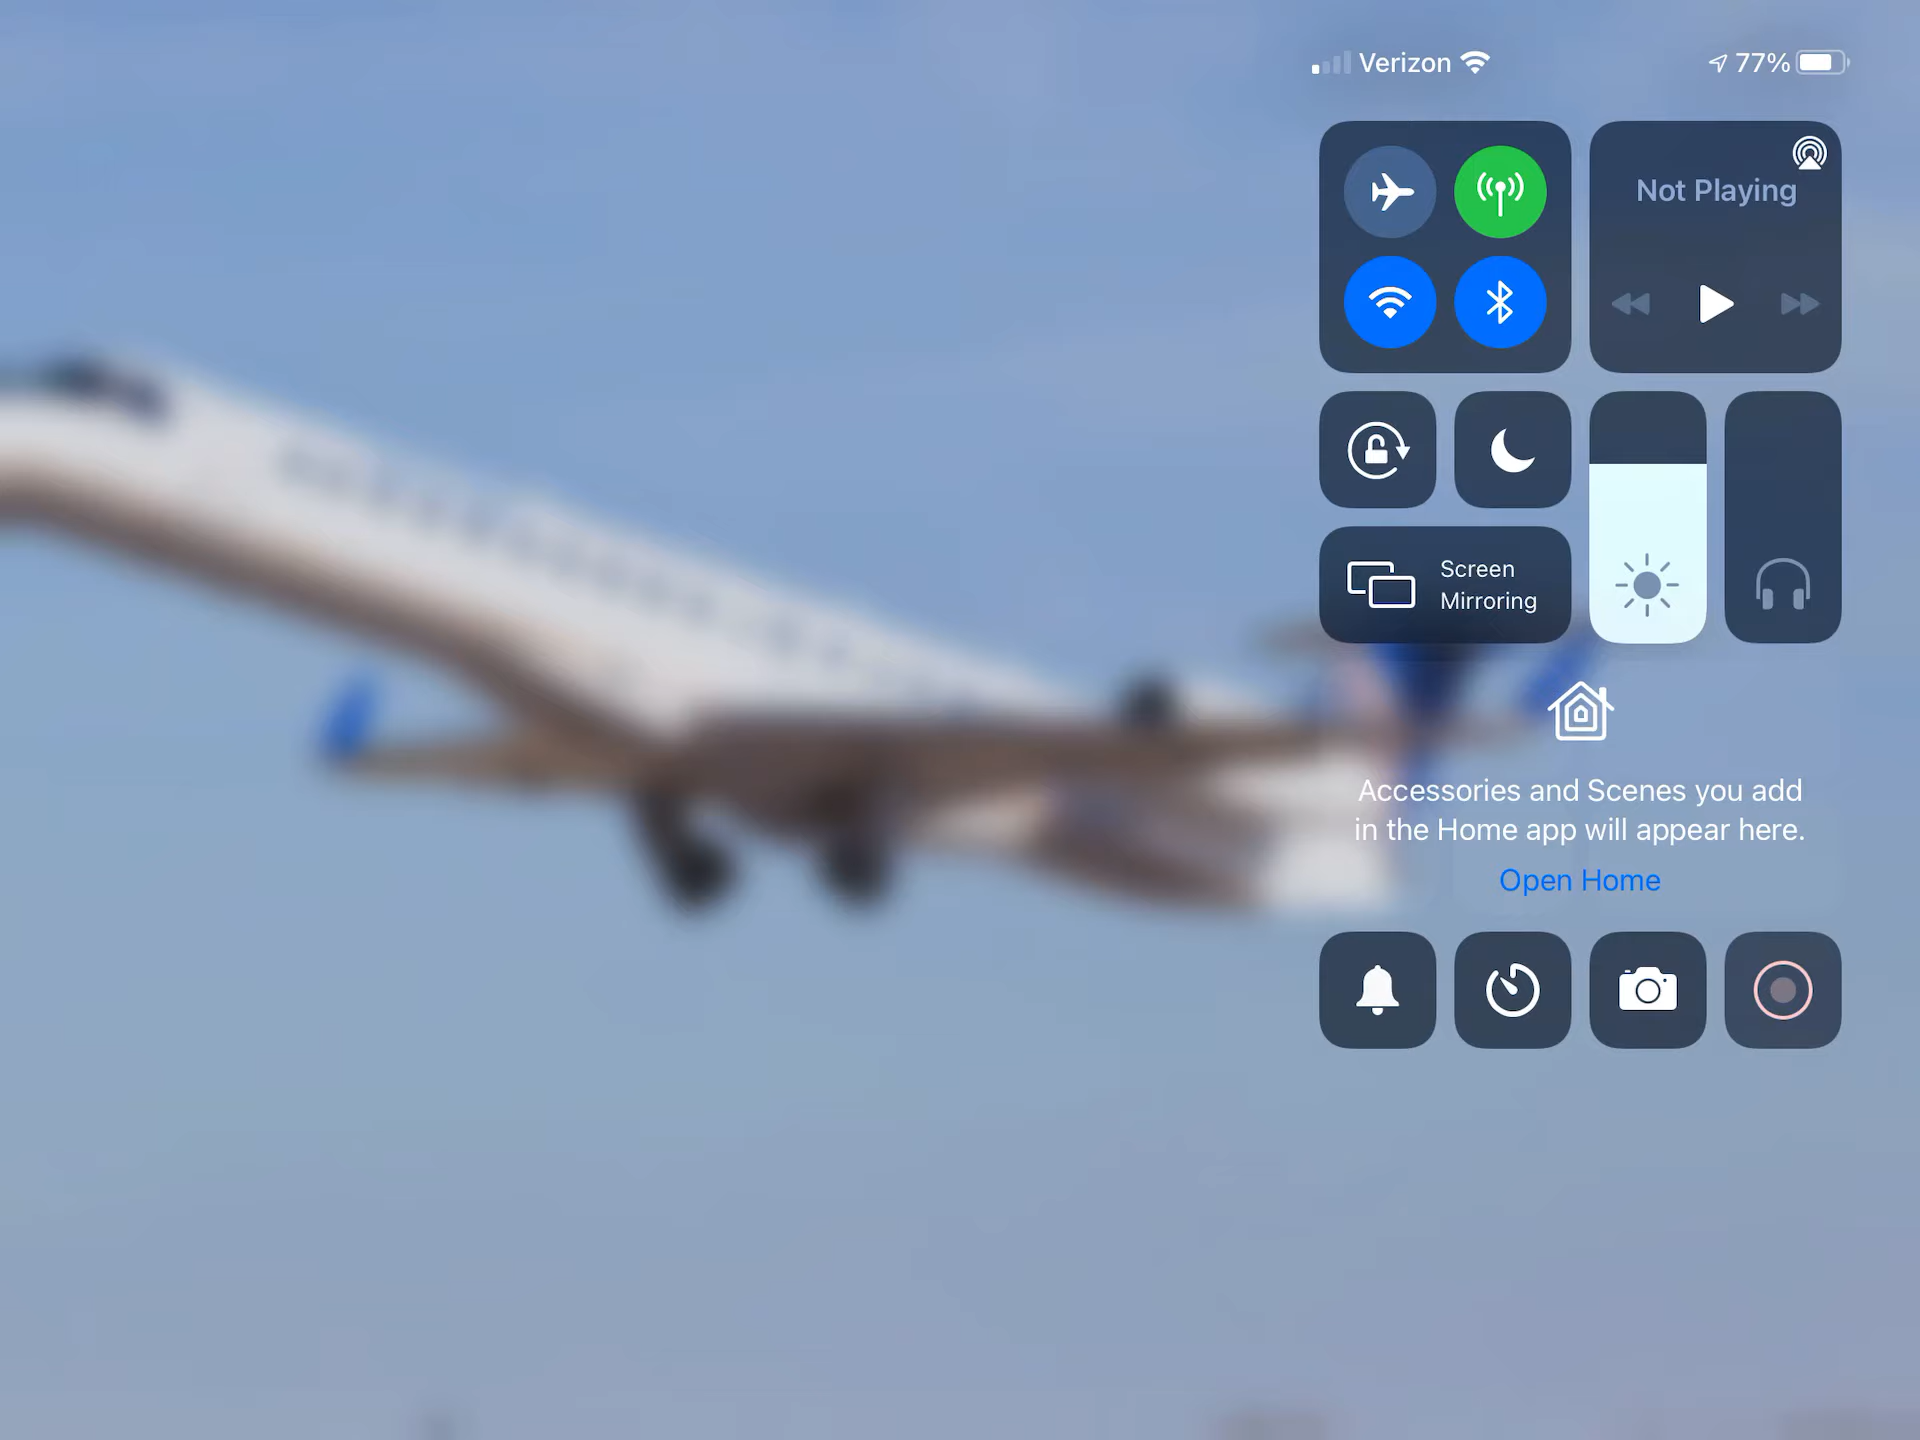 Verizon 77%
Not Playing
Screen
Mirroring
Accessories and Scenes you add
in the Home app will appear here.
Open Home